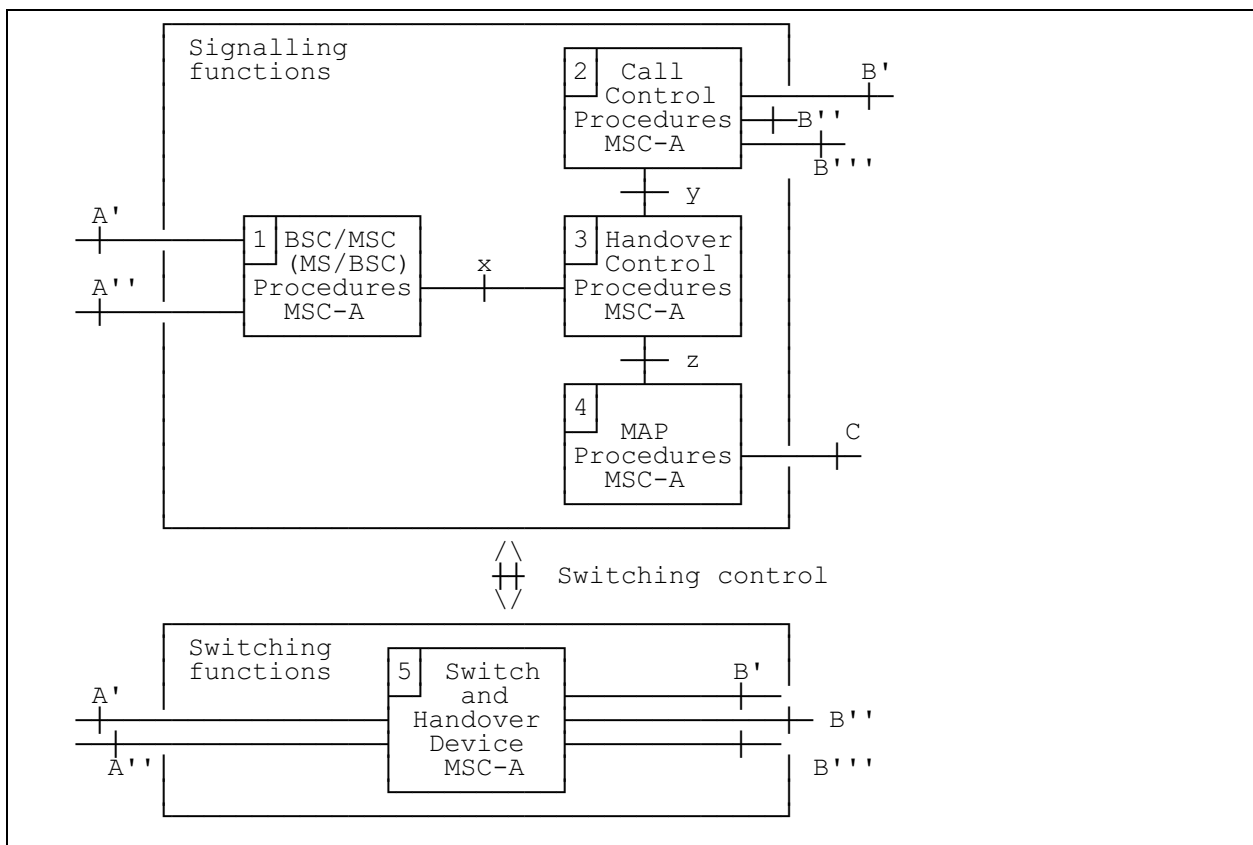 Signalling
functions
2
Call
Control
Procedures
MSC-A
B'
B''
B'''
y
A'
A''
1
BSC/MSC
(MS/BSC)
Procedures
MSC-A
x
3
Handover
Control
Procedures
MSC-A
z
4
MAP
Procedures
MSC-A
C
Switching control
Switching
functions
5
Switch
and
Handover
Device
MSC-A
A'
A''
B'
B''
B'''